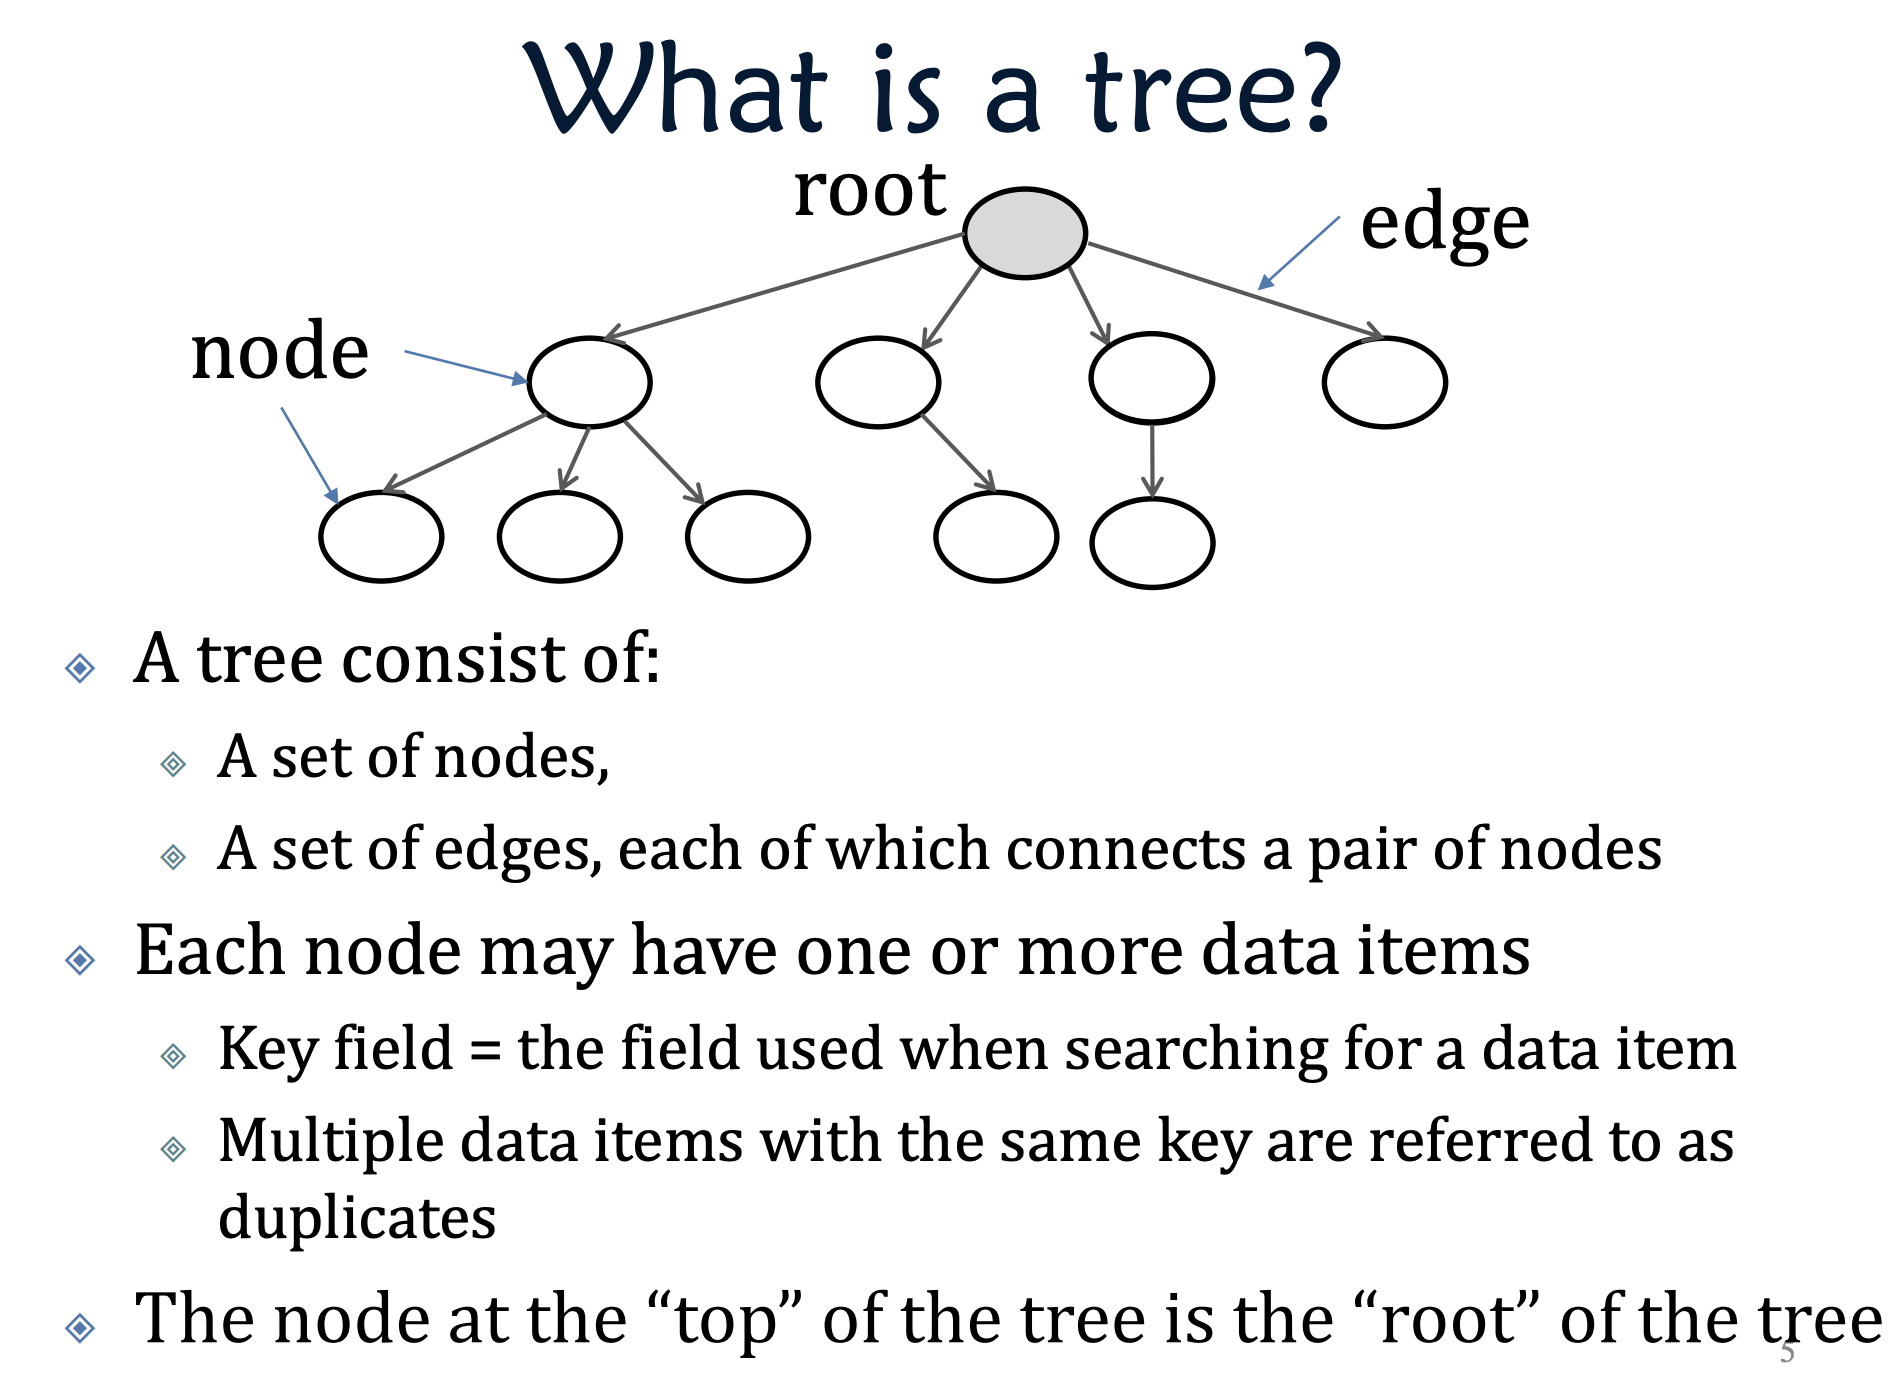 What is a tree?
root
edge
node
A tree consist of:
A set of nodes,
A set of edges, each of which connects a pair of nodes
Each node may have one or more data items
Key field = the field used when searching for a data item
Multiple data items with the same key are referred to as
duplicates
The node at the “top” of the tree is the “root” of the tree
5